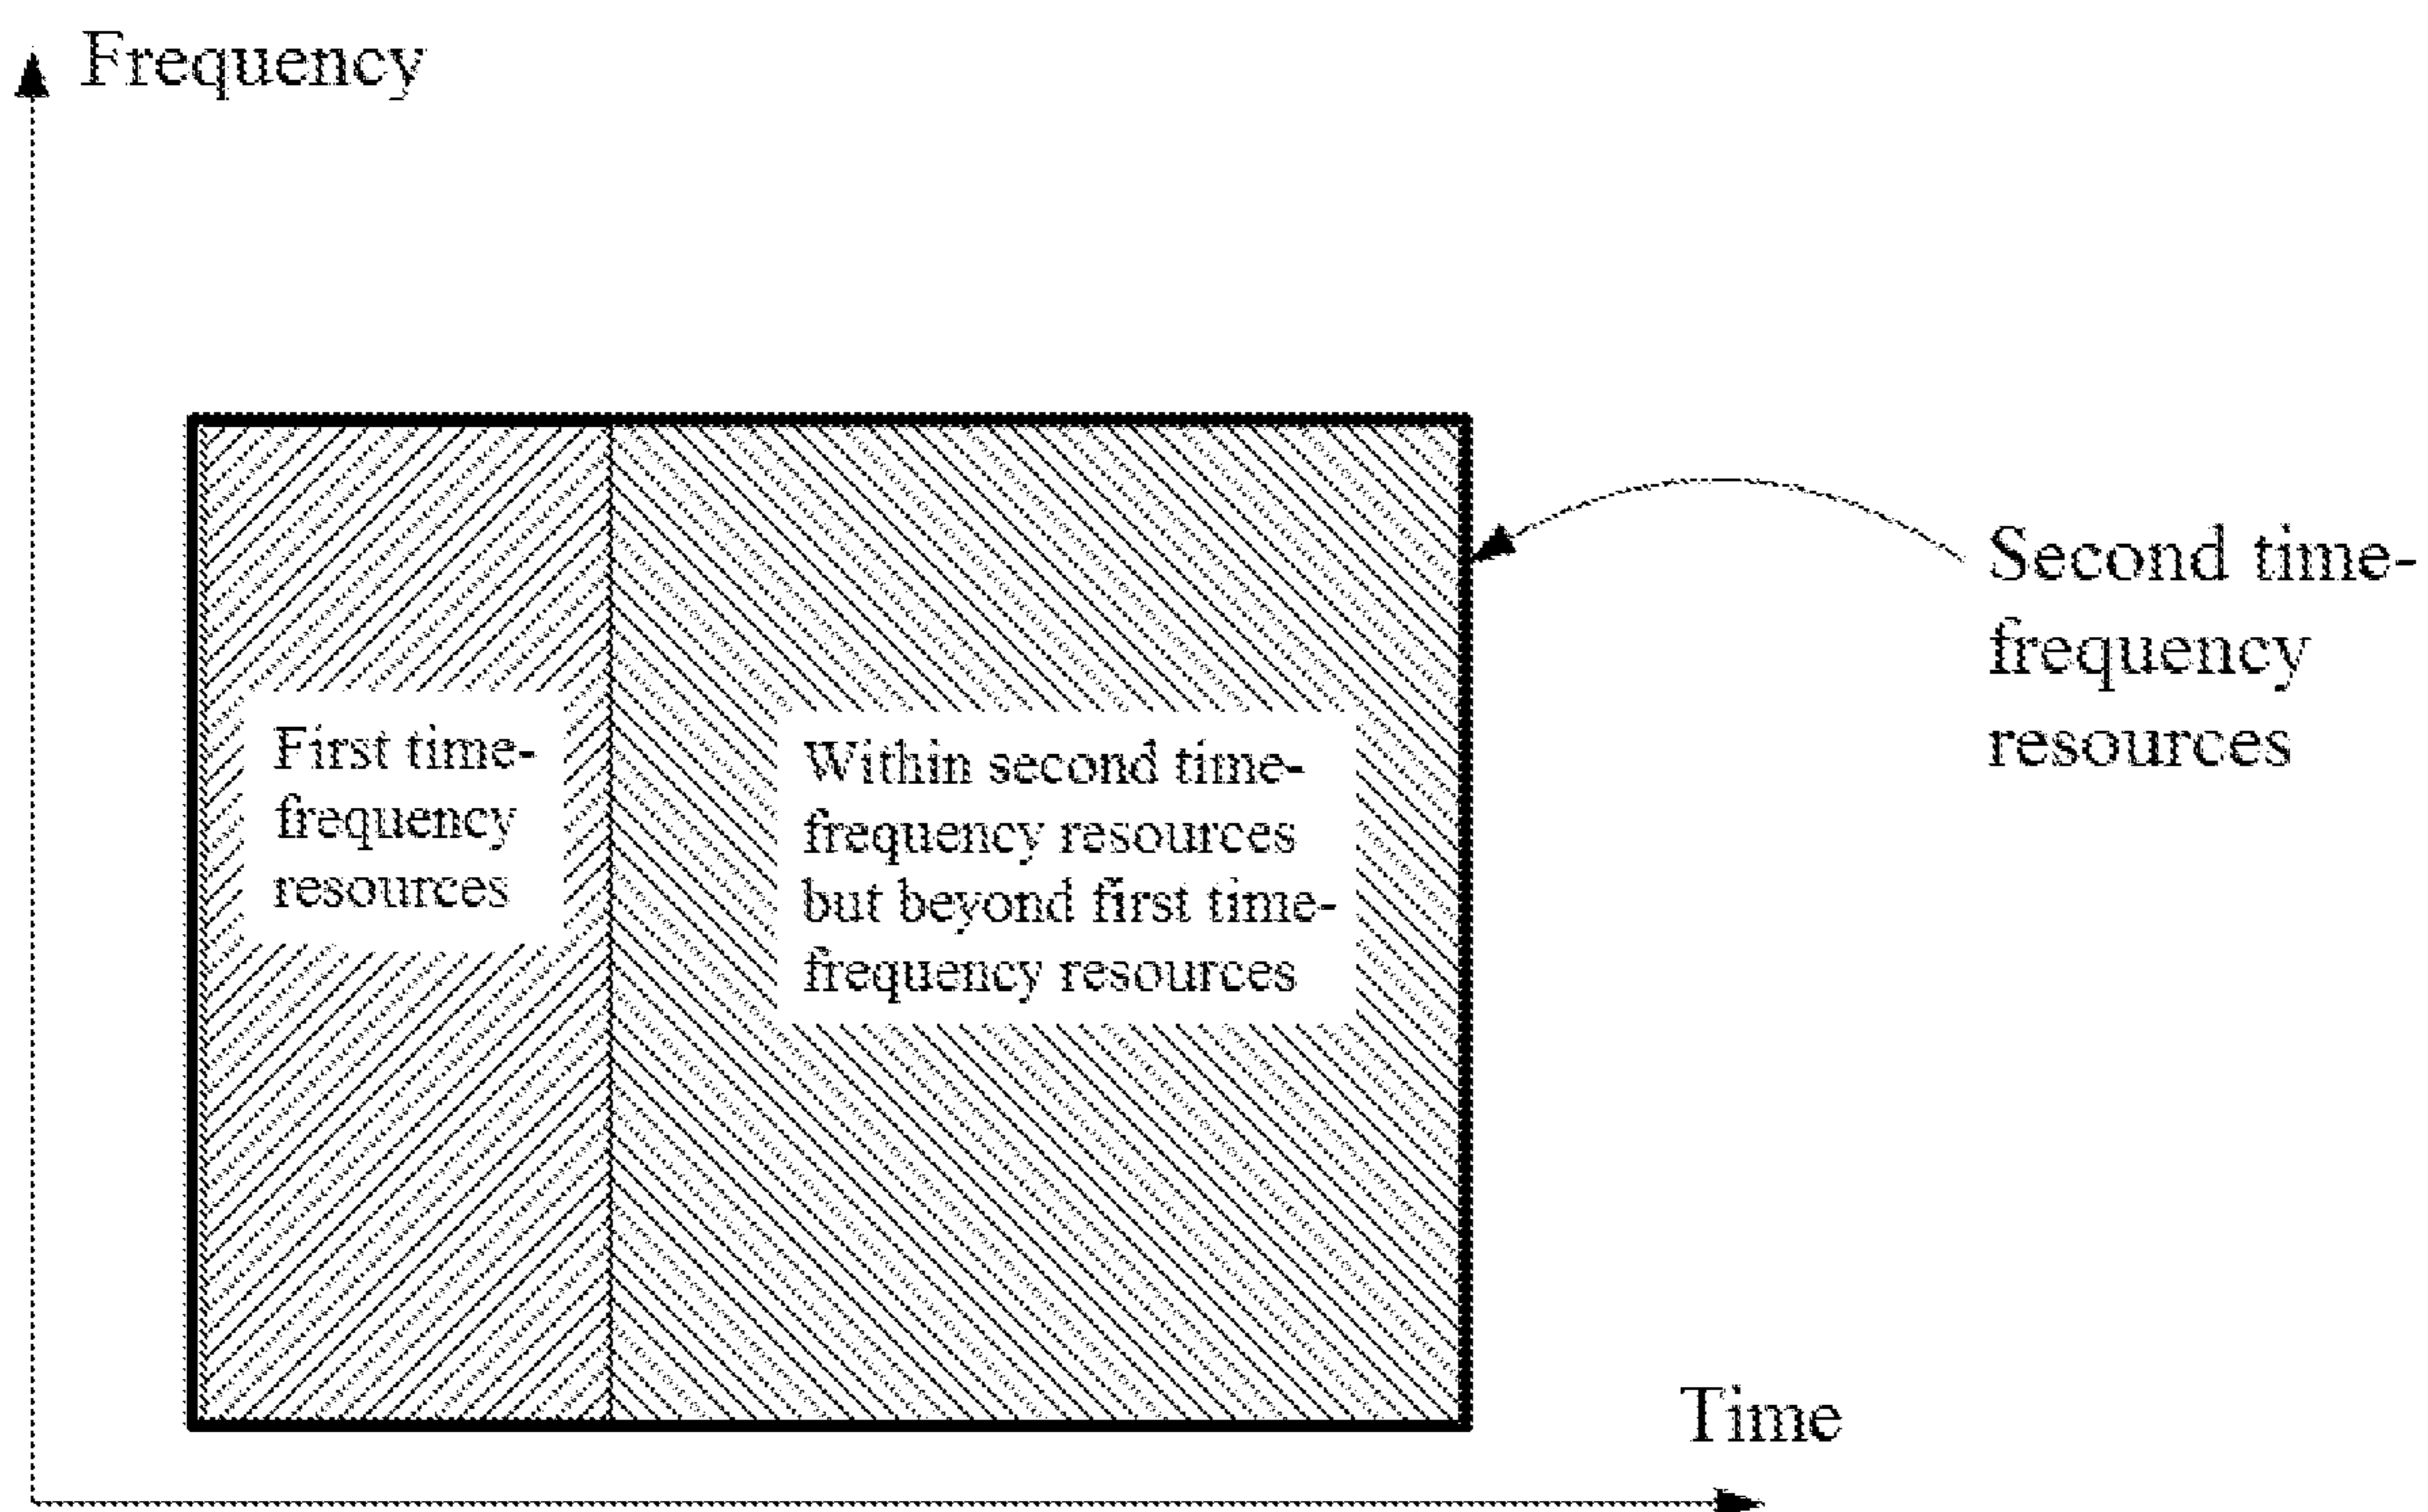 Frequency
First time-
frequency
resources
Within second time-
frequency resources
but beyond first time-
frequency resources
Second time-
frequency
resources
Time